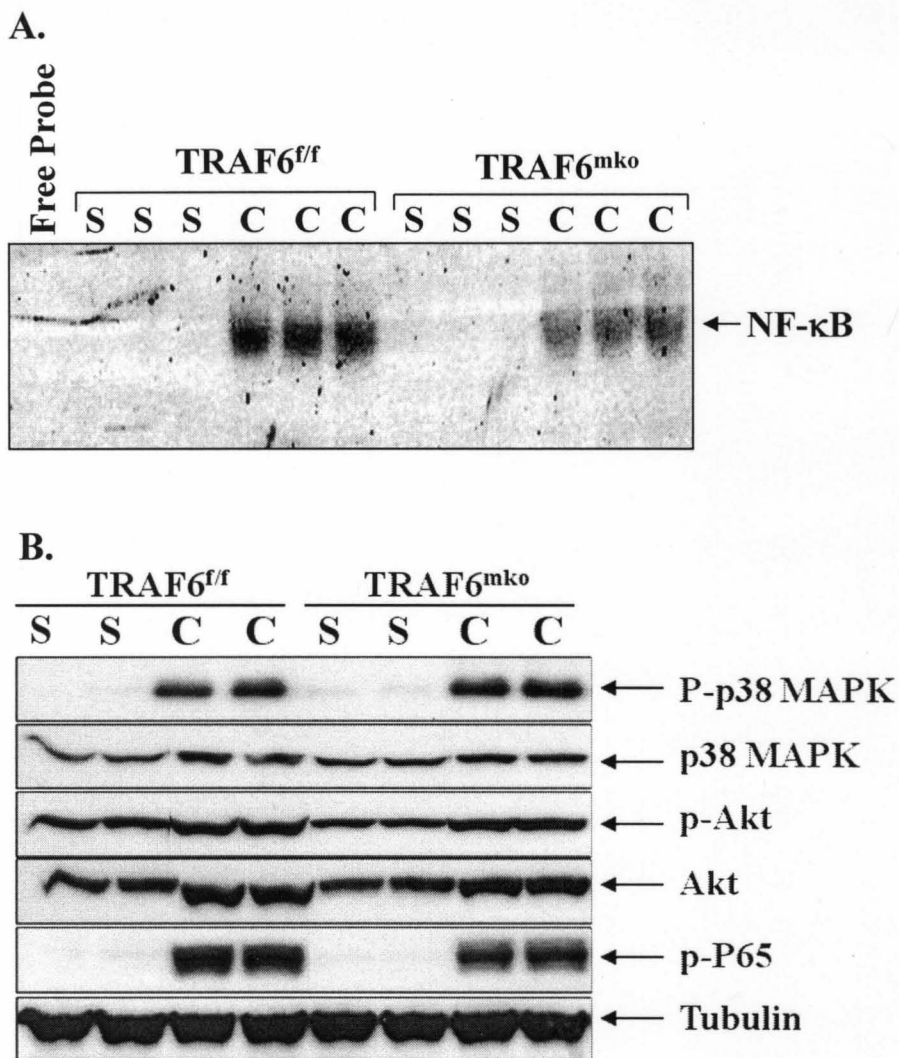 A.
Free Probe
TRAF6f/f TRAF6mko
S S S C C C S S S C C C
NF-κB
B.
TRAF6f/f TRAF6mko
S S C C S S C C
P-p38 MAPK
p38 MAPK
p-Akt
Akt
p-P65
Tubulin